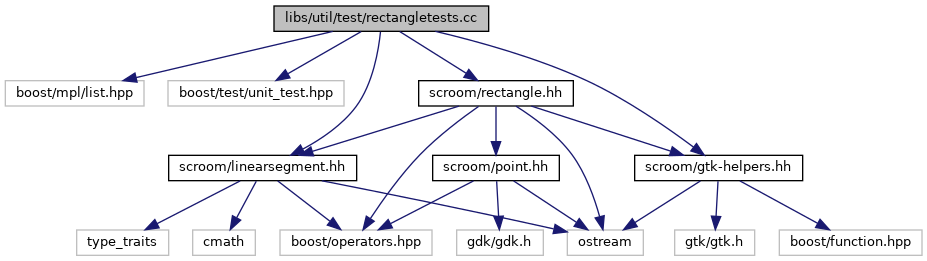 libs/util/test/rectangletests.cc
boost/mpl/list.hpp
boost/test/unit_test.hpp
scroom/rectangle.hh
scroom/linearsegment.hh
scroom/point.hh
scroom/gtk-helpers.hh
type_traits
cmath
boost/operators.hpp
gdk/gdk.h
ostream
gtk/gtk.h
boost/function.hpp